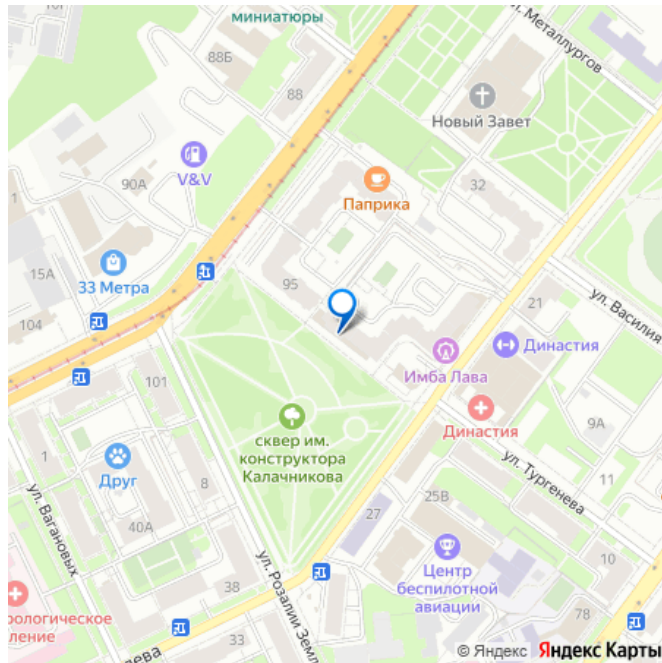 миниатюры
88Б
88
ул. Металлургов
Новый Завет
V&V
90А
Паприка
32
1
15А
33 Метра
95
104
21
ул. Василия
Династия
Имба Лава
101
Династия
9А
сквер им.
конструктора
Калачникова
ул. Тургенева
11
1
Друг
8
25В
27
40А
ул. Вагановых
ул. Розалии Земл
Центр
беспилотной
авиации
10
38
78
33
© Яндекс Яндекс Карты